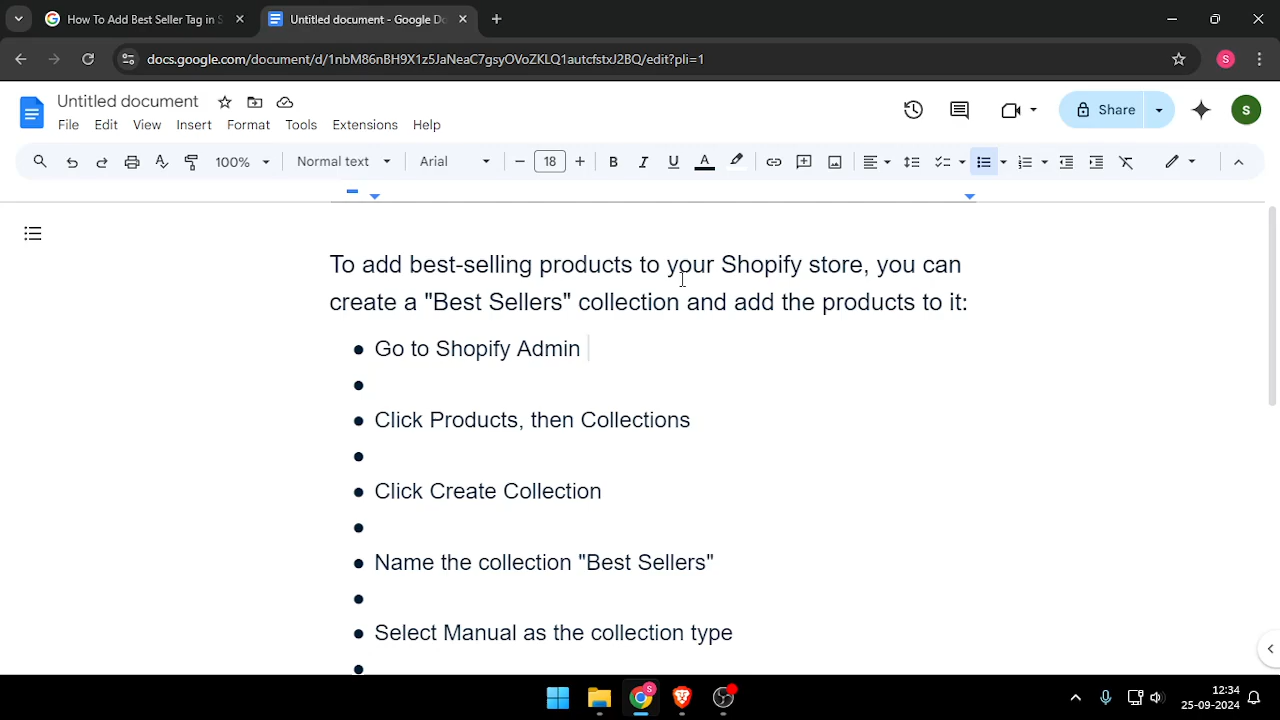 How To Add Best Seller Tag in S
Untitled document - Google Do
docs.google.com/document/d/1nbM86nBH9X1z5JaNeaC7gsyOVoZKLQ1autcfstxJ2BQ/edit?pli=1
S
Untitled document
File Edit View Insert Format Tools Extensions Help
Share
S
100% Normal text Arial 18 B I U A
To add best-selling products to your Shopify store, you can
create a "Best Sellers" collection and add the products to it:
● Go to Shopify Admin
●
● Click Products, then Collections
●
● Click Create Collection
●
● Name the collection "Best Sellers"
●
● Select Manual as the collection type
●
12:34
25-09-2024